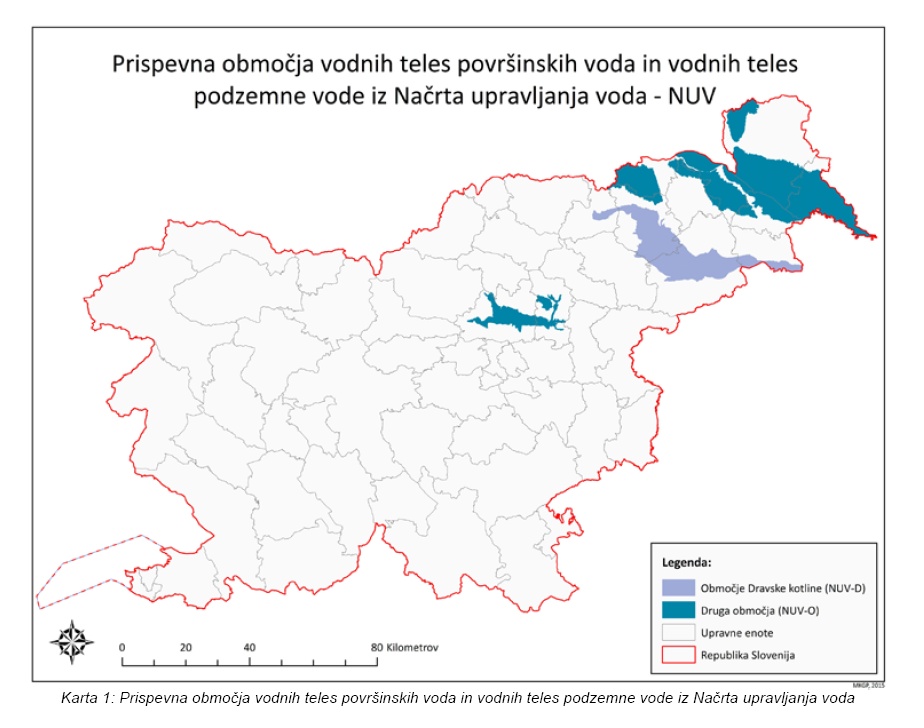 Prispevna območja vodnih teles površinskih voda in vodnih teles
podzemne vode iz Načrta upravljanja voda - NUV
Legenda:
Območje Dravske kotline (NUV-D)
Druga območja (NUV-O)
Upravne enote
Republika Slovenija
0 20 40 80 Kilometrov
MKGP, 2015
Karta 1: Prispevna območja vodnih teles površinskih voda in vodnih teles podzemne vode iz Načrta upravljanja voda